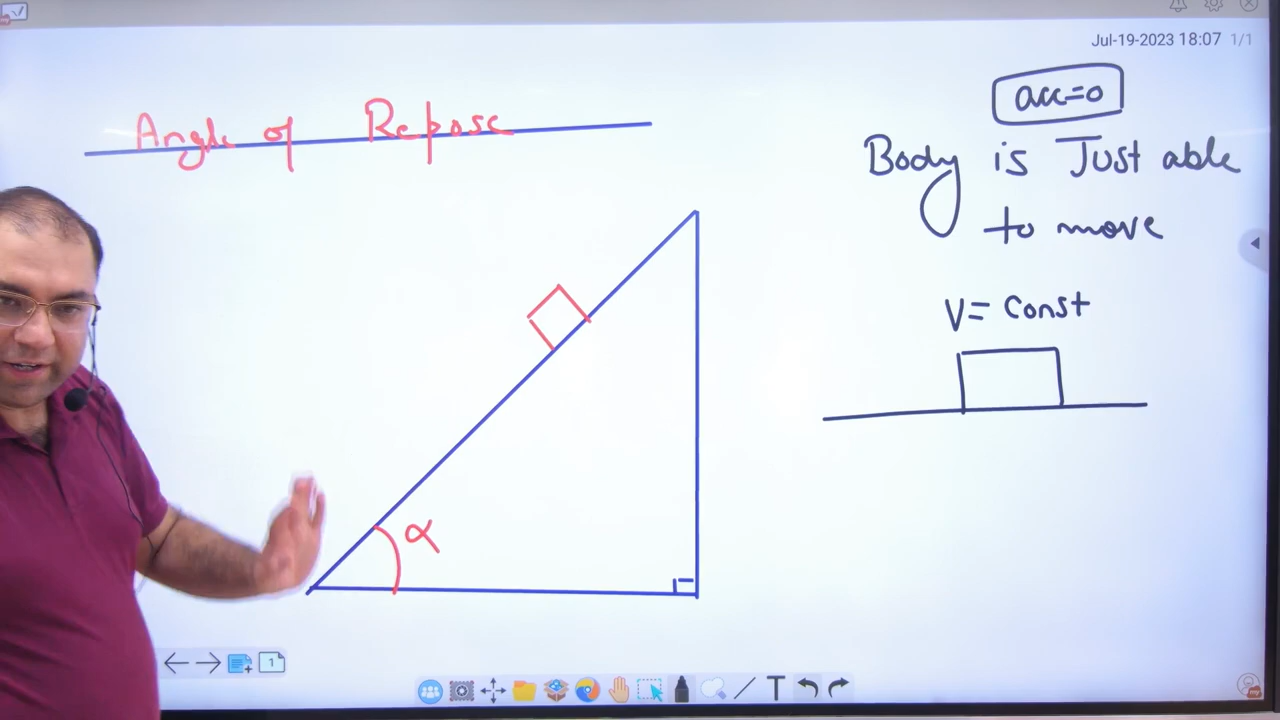 Jul-19-2023 18:07 1/1
Angle of Repose
acc=0
Body is Just able
to move
V= Const
α
1
T